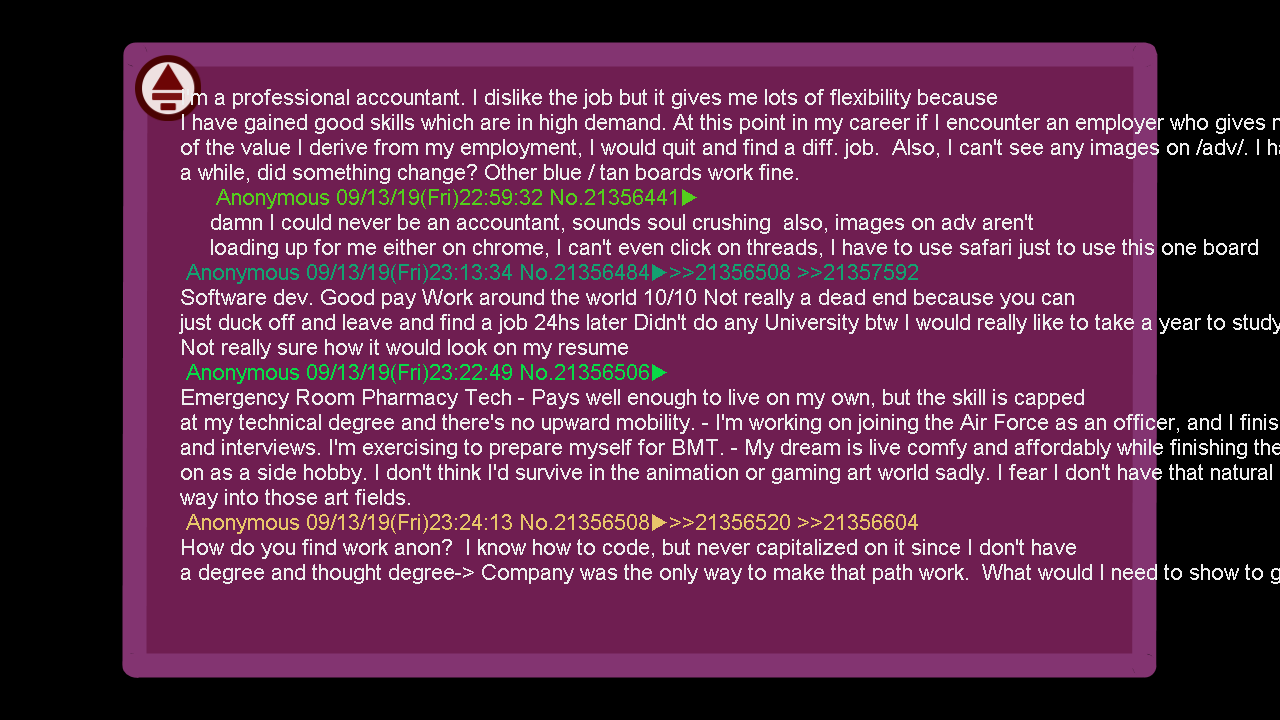 I'm a professional accountant. I dislike the job but it gives me lots of flexibility because
I have gained good skills which are in high demand. At this point in my career if I encounter an employer who gives
of the value I derive from my employment, I would quit and find a diff. job.  Also, I can't see any images on /adv/. I
a while, did something change? Other blue / tan boards work fine.
Anonymous 09/13/19(Fri)22:59:32 No.21356441▶
damn I could never be an accountant, sounds soul crushing  also, images on adv aren't
loading up for me either on chrome, I can't even click on threads, I have to use safari just to use this one board
Anonymous 09/13/19(Fri)23:13:34 No.21356484▶>>21356508 >>21357592
Software dev. Good pay Work around the world 10/10 Not really a dead end because you can
just duck off and leave and find a job 24hs later Didn't do any University btw I would really like to take a year to study
Not really sure how it would look on my resume
Anonymous 09/13/19(Fri)23:22:49 No.21356506▶
Emergency Room Pharmacy Tech - Pays well enough to live on my own, but the skill is capped
at my technical degree and there's no upward mobility. - I'm working on joining the Air Force as an officer, and I
and interviews. I'm exercising to prepare myself for BMT. - My dream is live comfy and affordably while finishing the
on as a side hobby. I don't think I'd survive in the animation or gaming art world sadly. I fear I don't have that natural
way into those art fields.
Anonymous 09/13/19(Fri)23:24:13 No.21356508▶>>21356520 >>21356604
How do you find work anon?  I know how to code, but never capitalized on it since I don't have
a degree and thought degree-> Company was the only way to make that path work.  What would I need to show to